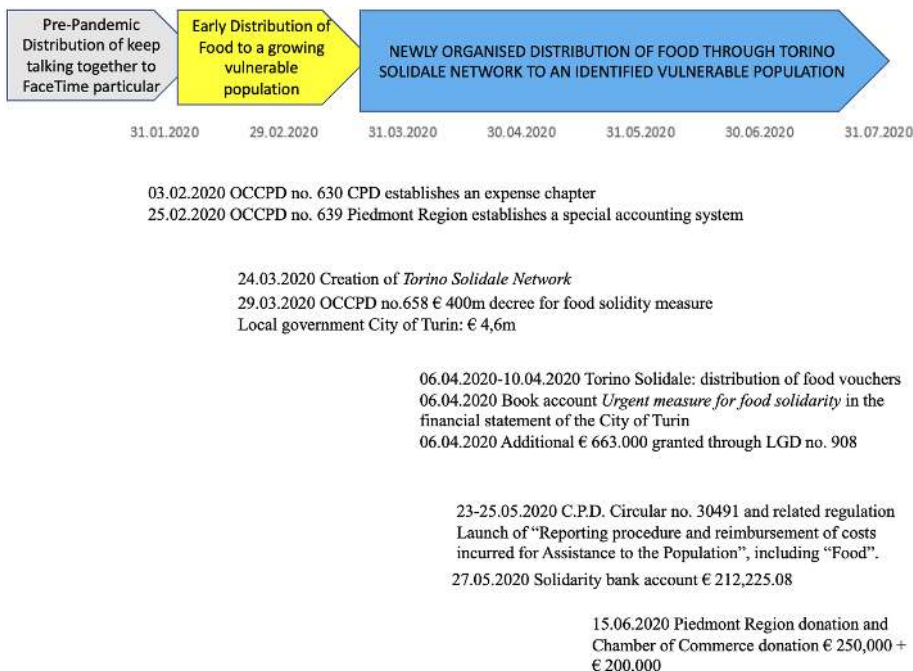 Pre-Pandemic
Distribution of keep
talking together to
FaceTime particular
Early Distribution of
Food to a growing
vulnerable
population
NEWLY ORGANISED DISTRIBUTION OF FOOD THROUGH TORINO
SOLIDALE NETWORK TO AN IDENTIFIED VULNERABLE POPULATION
31.01.2020 29.02.2020 31.03.2020 30.04.2020 31.05.2020 30.06.2020 31.07.2020
03.02.2020 OCCPD no. 630 CPD establishes an expense chapter
25.02.2020 OCCPD no. 639 Piedmont Region establishes a special accounting system
24.03.2020 Creation of Torino Solidale Network
29.03.2020 OCCPD no.658 € 400m decree for food solidity measure
Local government City of Turin: € 4,6m
06.04.2020-10.04.2020 Torino Solidale: distribution of food vouchers
06.04.2020 Book account Urgent measure for food solidarity in the
financial statement of the City of Turin
06.04.2020 Additional € 663.000 granted through LGD no. 908
23-25.05.2020 C.P.D. Circular no. 30491 and related regulation
Launch of “Reporting procedure and reimbursement of costs
incurred for Assistance to the Population”, including “Food”.
27.05.2020 Solidarity bank account € 212,225.08
15.06.2020 Piedmont Region donation and
Chamber of Commerce donation € 250,000 +
€ 200,000